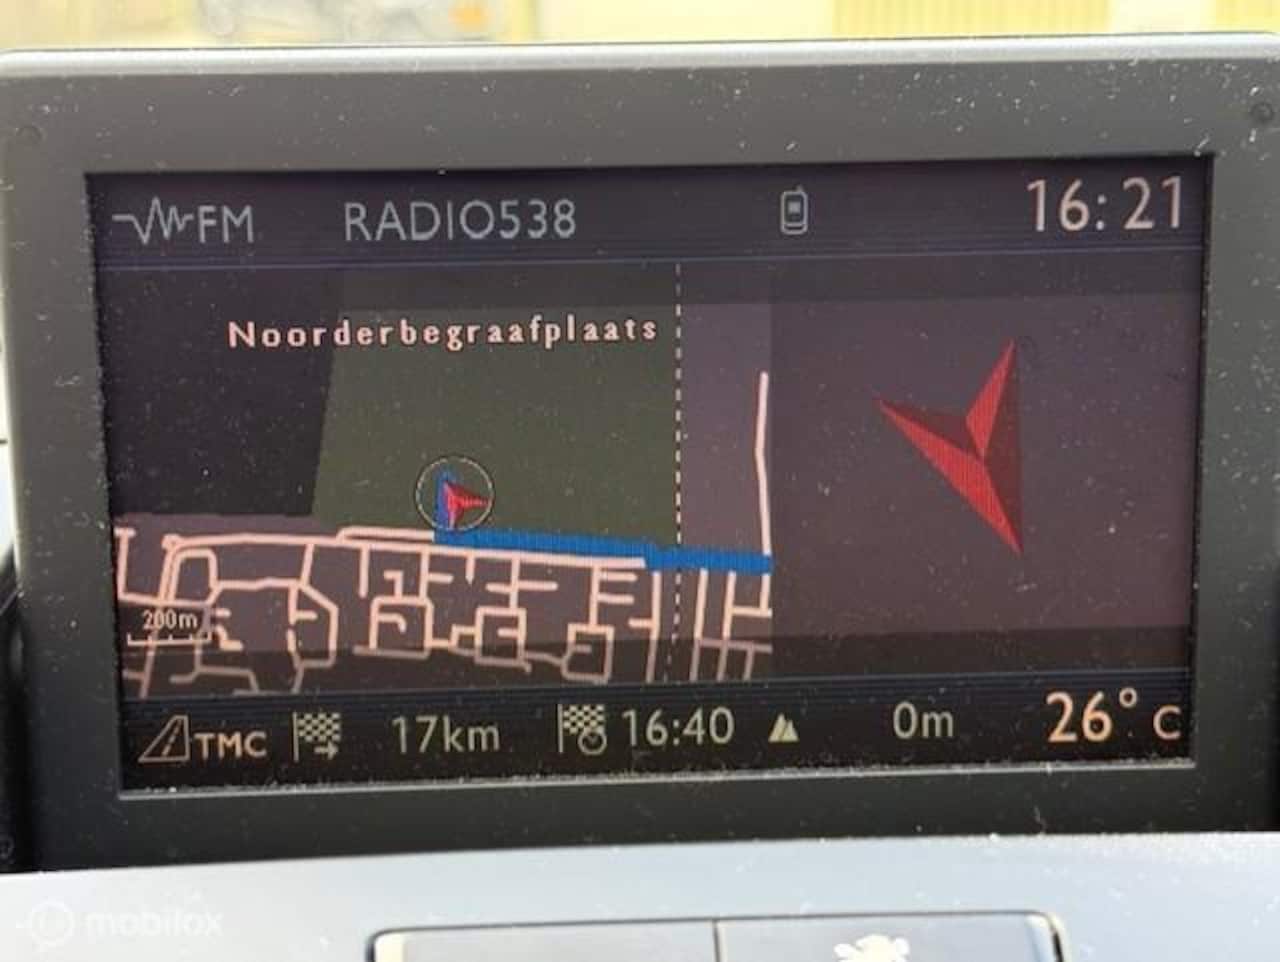 FM RADIO538 16:21
Noorderbegraafplaats
200m
TMC 17km 16:40 0m 26° C
mobilox